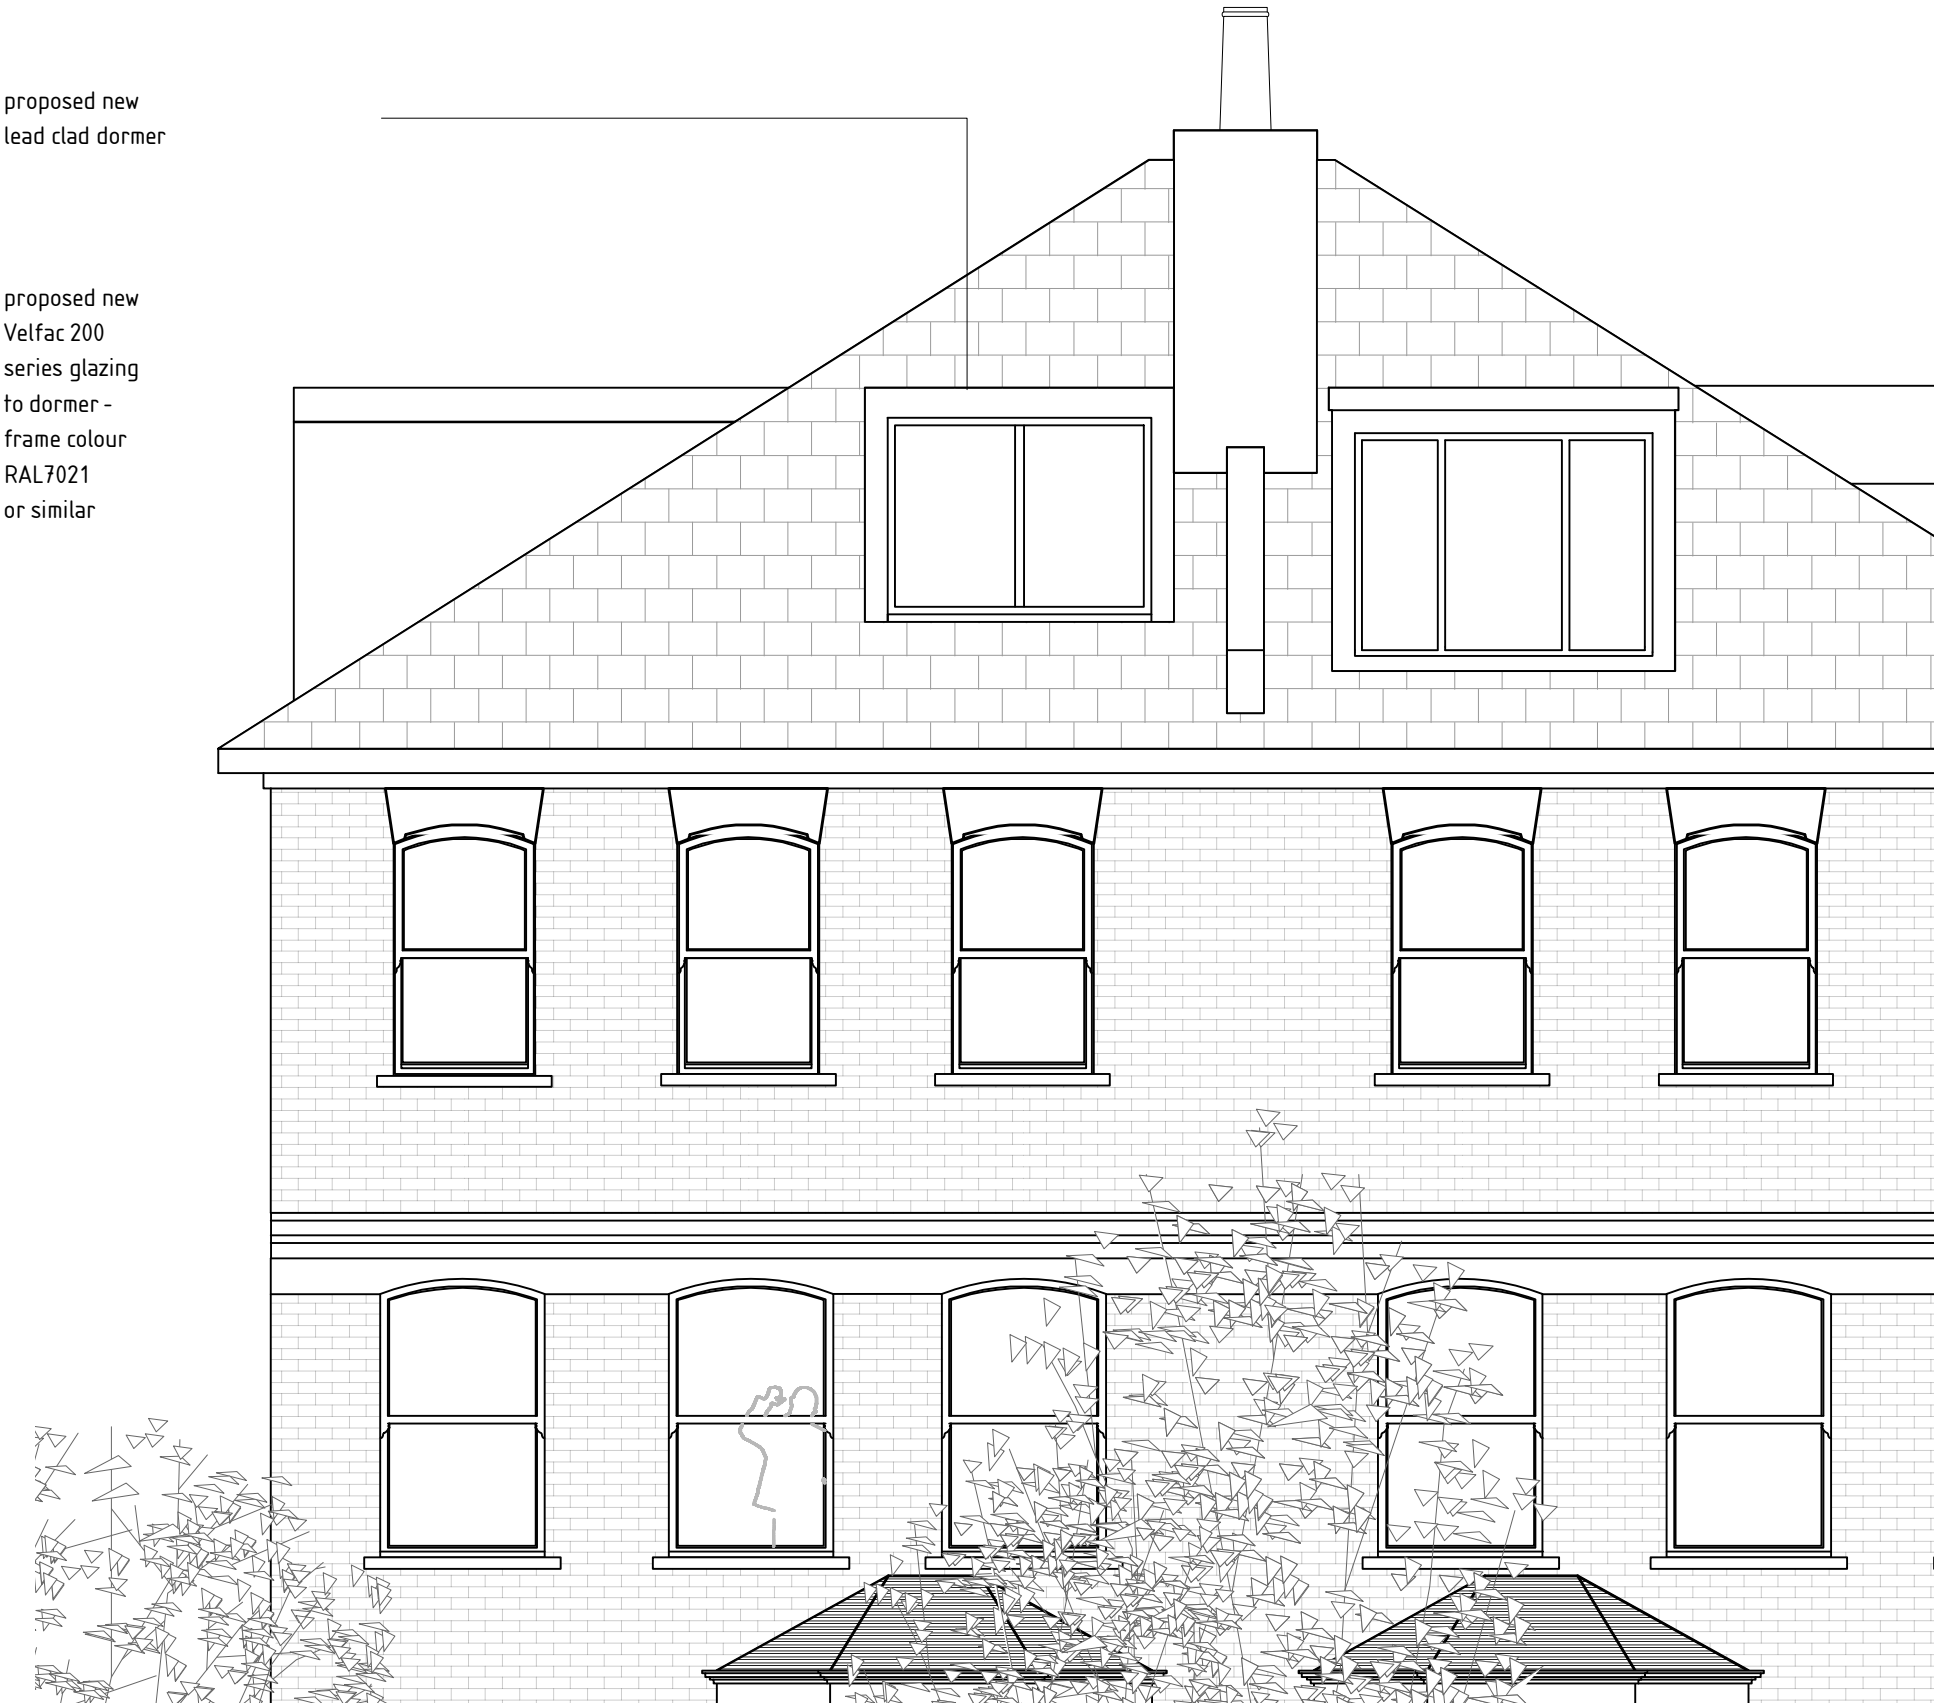 proposed new
lead clad dormer
proposed new
Velfac 200
series glazing
to dormer -
frame colour
RAL7021
or similar